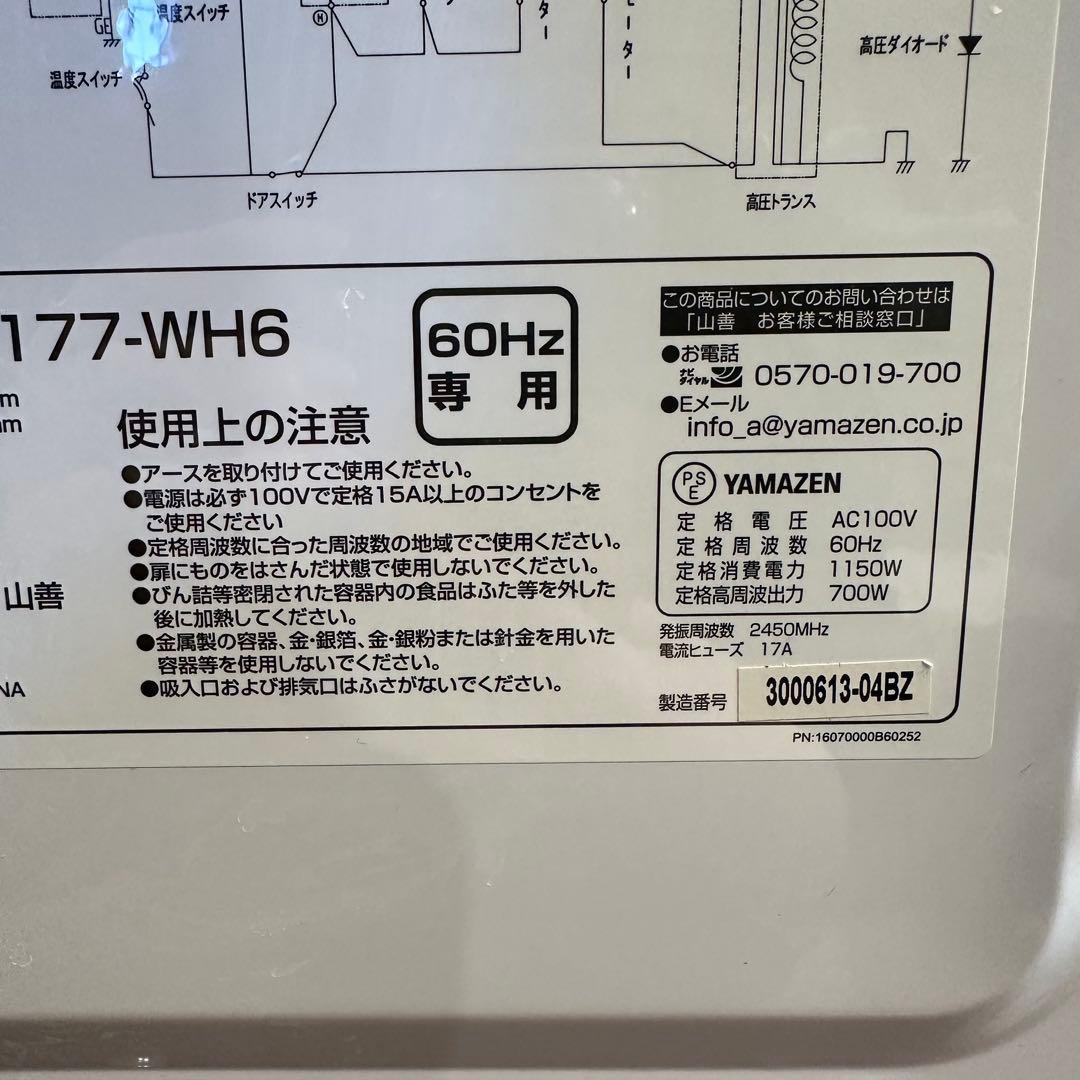 温度スイッチ
GE
M
ター
モーター
高圧ダイオード
温度スイッチ
ドアスイッチ
高圧トランス
177-WH6
60Hz
専用
この商品についてのお問い合わせは
「山善 お客様ご相談窓口」
●お電話
ナビダイヤル 0570-019-700
●Eメール
info_a@yamazen.co.jp
使用上の注意
●アースを取り付けてご使用ください。
●電源は必ず100Vで定格15A以上のコンセントを
ご使用ください
●定格周波数に合った周波数の地域でご使用ください。
●扉にものをはさんだ状態で使用しないでください。
●びん詰等密閉された容器内の食品はふた等を外した
後に加熱してください。
●金属製の容器、金・銀箔、金・銀粉または針金を用いた
容器等を使用しないでください。
●吸入口および排気口はふさがないでください。
山善
NA
PSE YAMAZEN
定格電圧 AC100V
定格周波数 60Hz
定格消費電力 1150W
定格高周波出力 700W
発振周波数 2450MHz
電流ヒューズ 17A
製造番号 3000613-04BZ
PN:16070000B60252